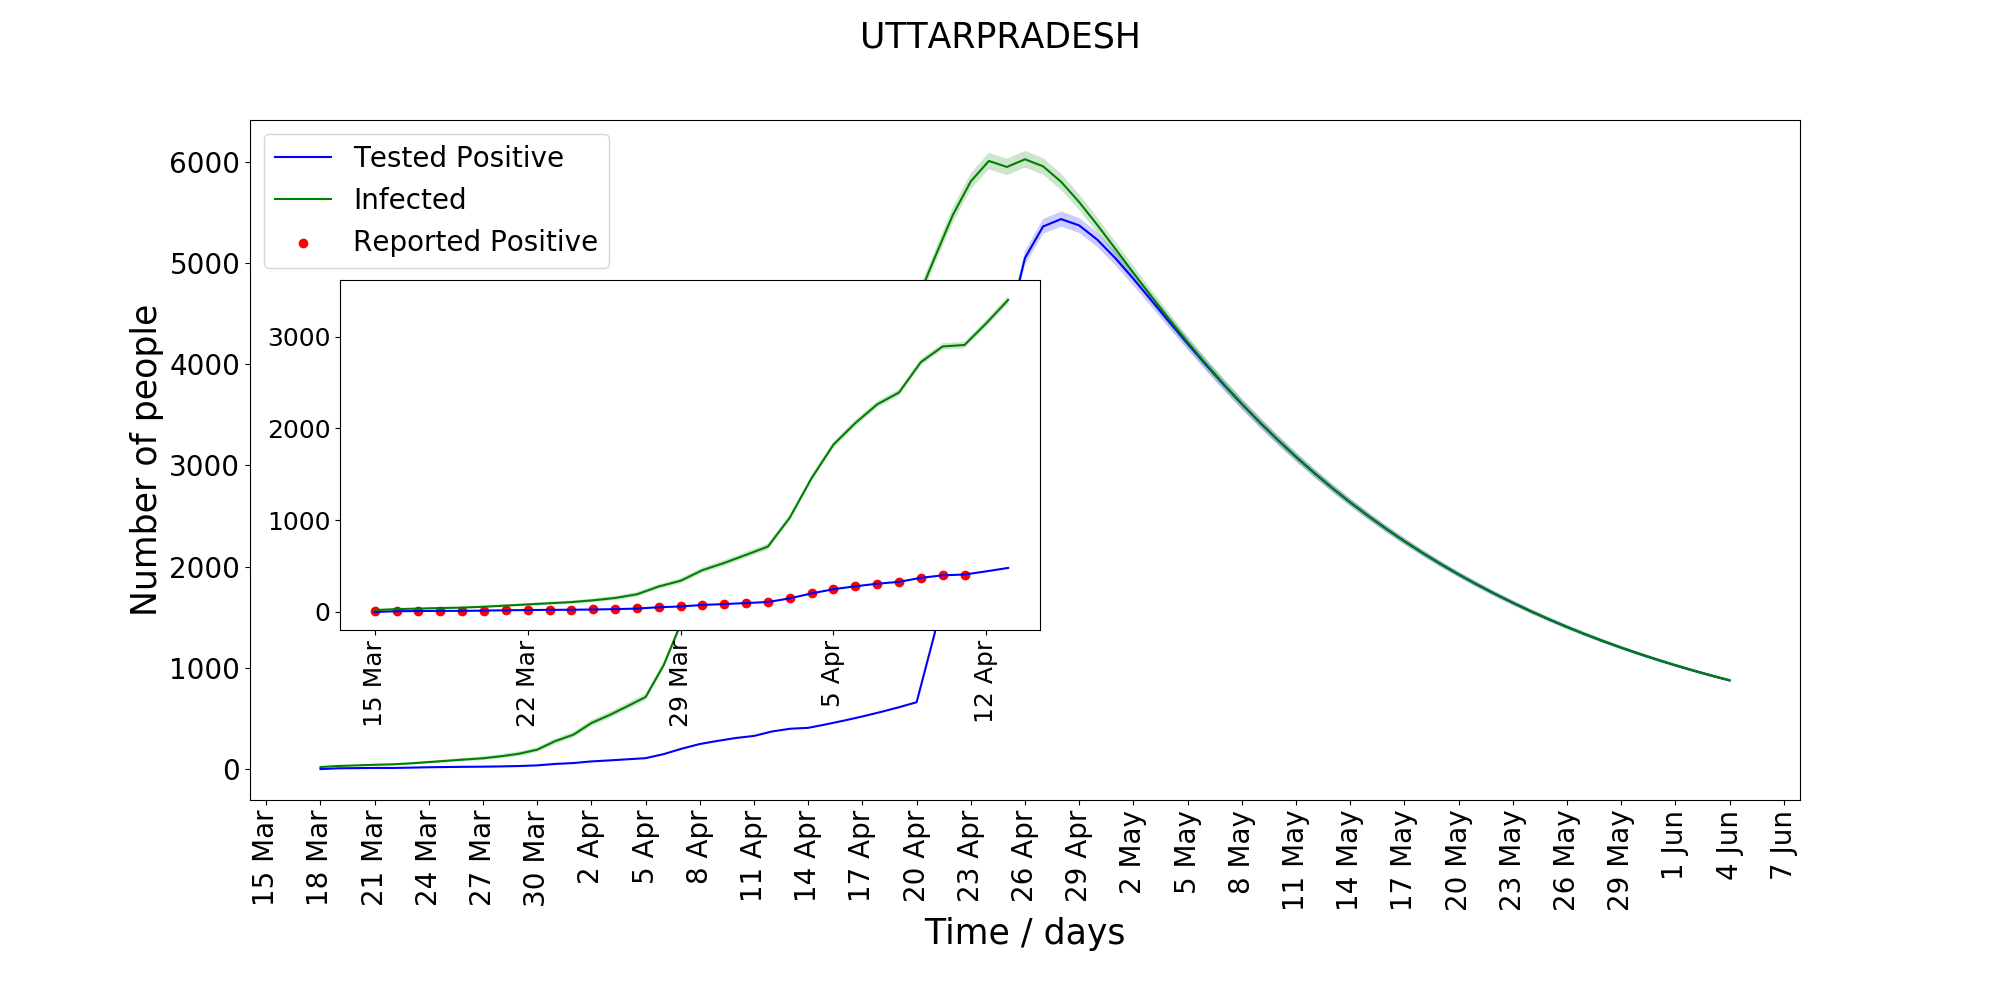 UTTARPRADESH
Tested Positive
Infected
Reported Positive
Number of people
6000
5000
4000
3000
2000
1000
0
3000
2000
1000
0
15 Mar
22 Mar
29 Mar
5 Apr
12 Apr
15 Mar
18 Mar
21 Mar
24 Mar
27 Mar
30 Mar
2 Apr
5 Apr
8 Apr
11 Apr
14 Apr
17 Apr
20 Apr
23 Apr
26 Apr
29 Apr
2 May
5 May
8 May
11 May
14 May
17 May
20 May
23 May
26 May
29 May
1 Jun
4 Jun
7 Jun
Time / days